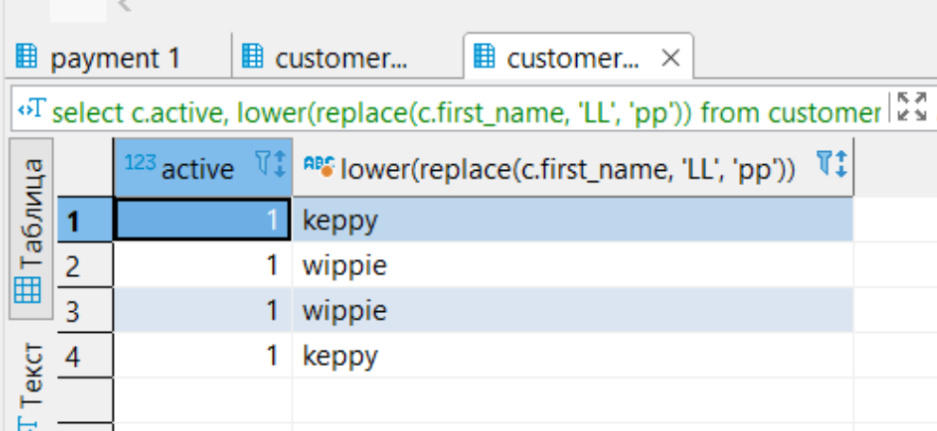 payment 1
customer...
customer...
select c.active, lower(replace(c.first_name, 'LL', 'pp')) from customer
Таблица
Текст
123 active
ABC lower(replace(c.first_name, 'LL', 'pp'))
1 1 keppy
2 1 wippie
3 1 wippie
4 1 keppy